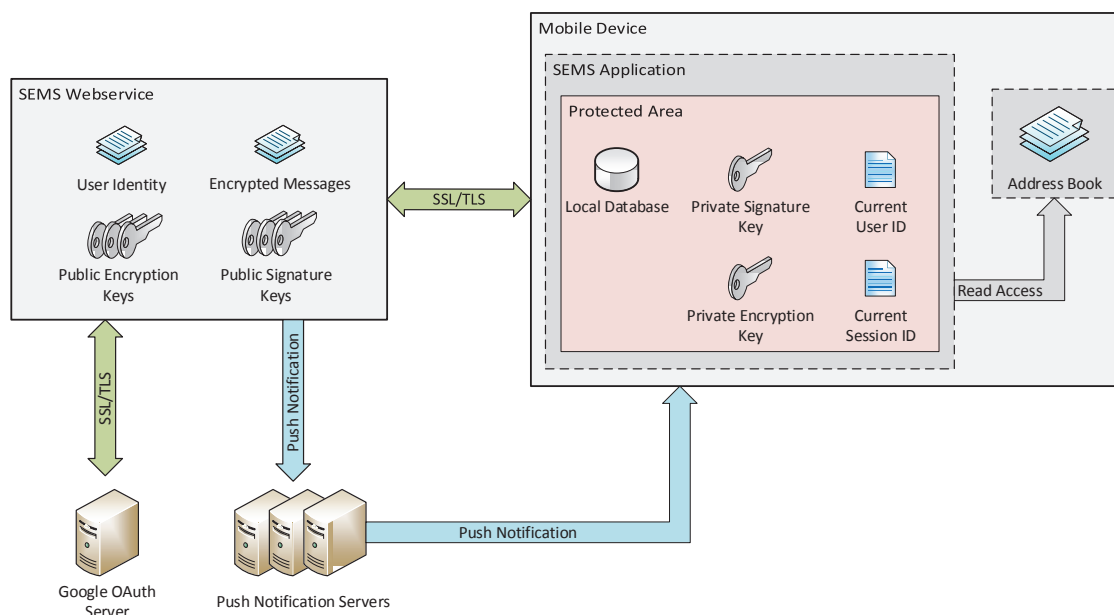 Mobile Device
SEMS Application
SEMS Webservice
Protected Area
User Identity
Encrypted Messages
Public Encryption
Keys
Public Signature
Keys
SSL/TLS
Local Database
Private Signature
Key
Current
User ID
Private Encryption
Key
Current
Session ID
Address Book
Read Access
SSL/TLS
Push Notification
Push Notification
Google OAuth
Server
Push Notification Servers